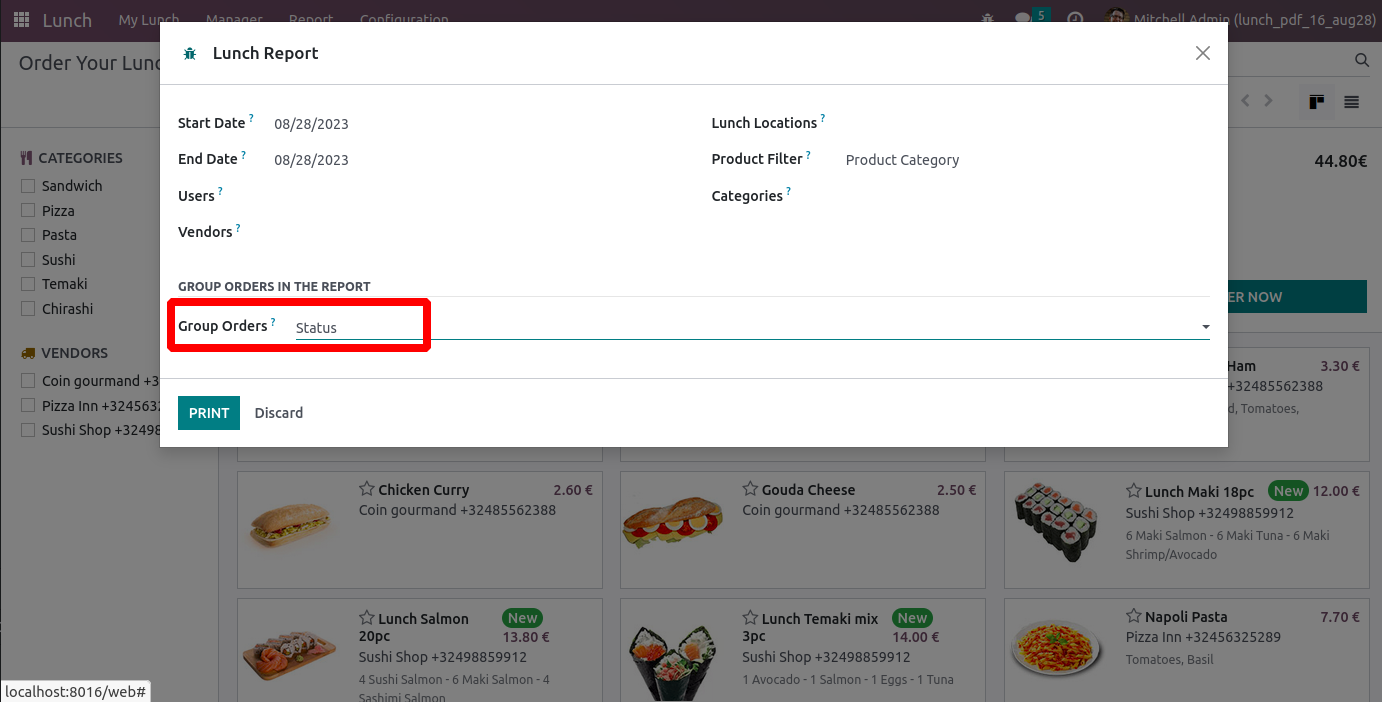 Lunch My Lunch Manager Report Configuration 5 Mitchell Admin (lunch_pdf_16_aug28)
Order Your Lun
Lunch Report
Start Date ? 08/28/2023
End Date ? 08/28/2023
Users ?
Vendors ?
Lunch Locations ?
Product Filter ? Product Category
Categories ?
GROUP ORDERS IN THE REPORT
Group Orders ? Status
PRINT Discard
CATEGORIES
Sandwich
Pizza
Pasta
Sushi
Temaki
Chirashi
VENDORS
Coin gourmand +3
Pizza Inn +3245632
Sushi Shop +32498
44.80€
ER NOW
Ham 3.30 €
+32485562388
d, Tomatoes,
Chicken Curry 2.60 €
Coin gourmand +32485562388
Gouda Cheese 2.50 €
Coin gourmand +32485562388
Lunch Maki 18pc New 12.00 €
Sushi Shop +32498859912
6 Maki Salmon - 6 Maki Tuna - 6 Maki
Shrimp/Avocado
Lunch Salmon New
20pc 13.80 €
Sushi Shop +32498859912
4 Sushi Salmon - 6 Maki Salmon - 4
Sashimi Salmon
Lunch Temaki mix New
3pc 14.00 €
Sushi Shop +32498859912
1 Avocado - 1 Salmon - 1 Eggs - 1 Tuna
Napoli Pasta 7.70 €
Pizza Inn +32456325289
Tomatoes, Basil
localhost:8016/web#